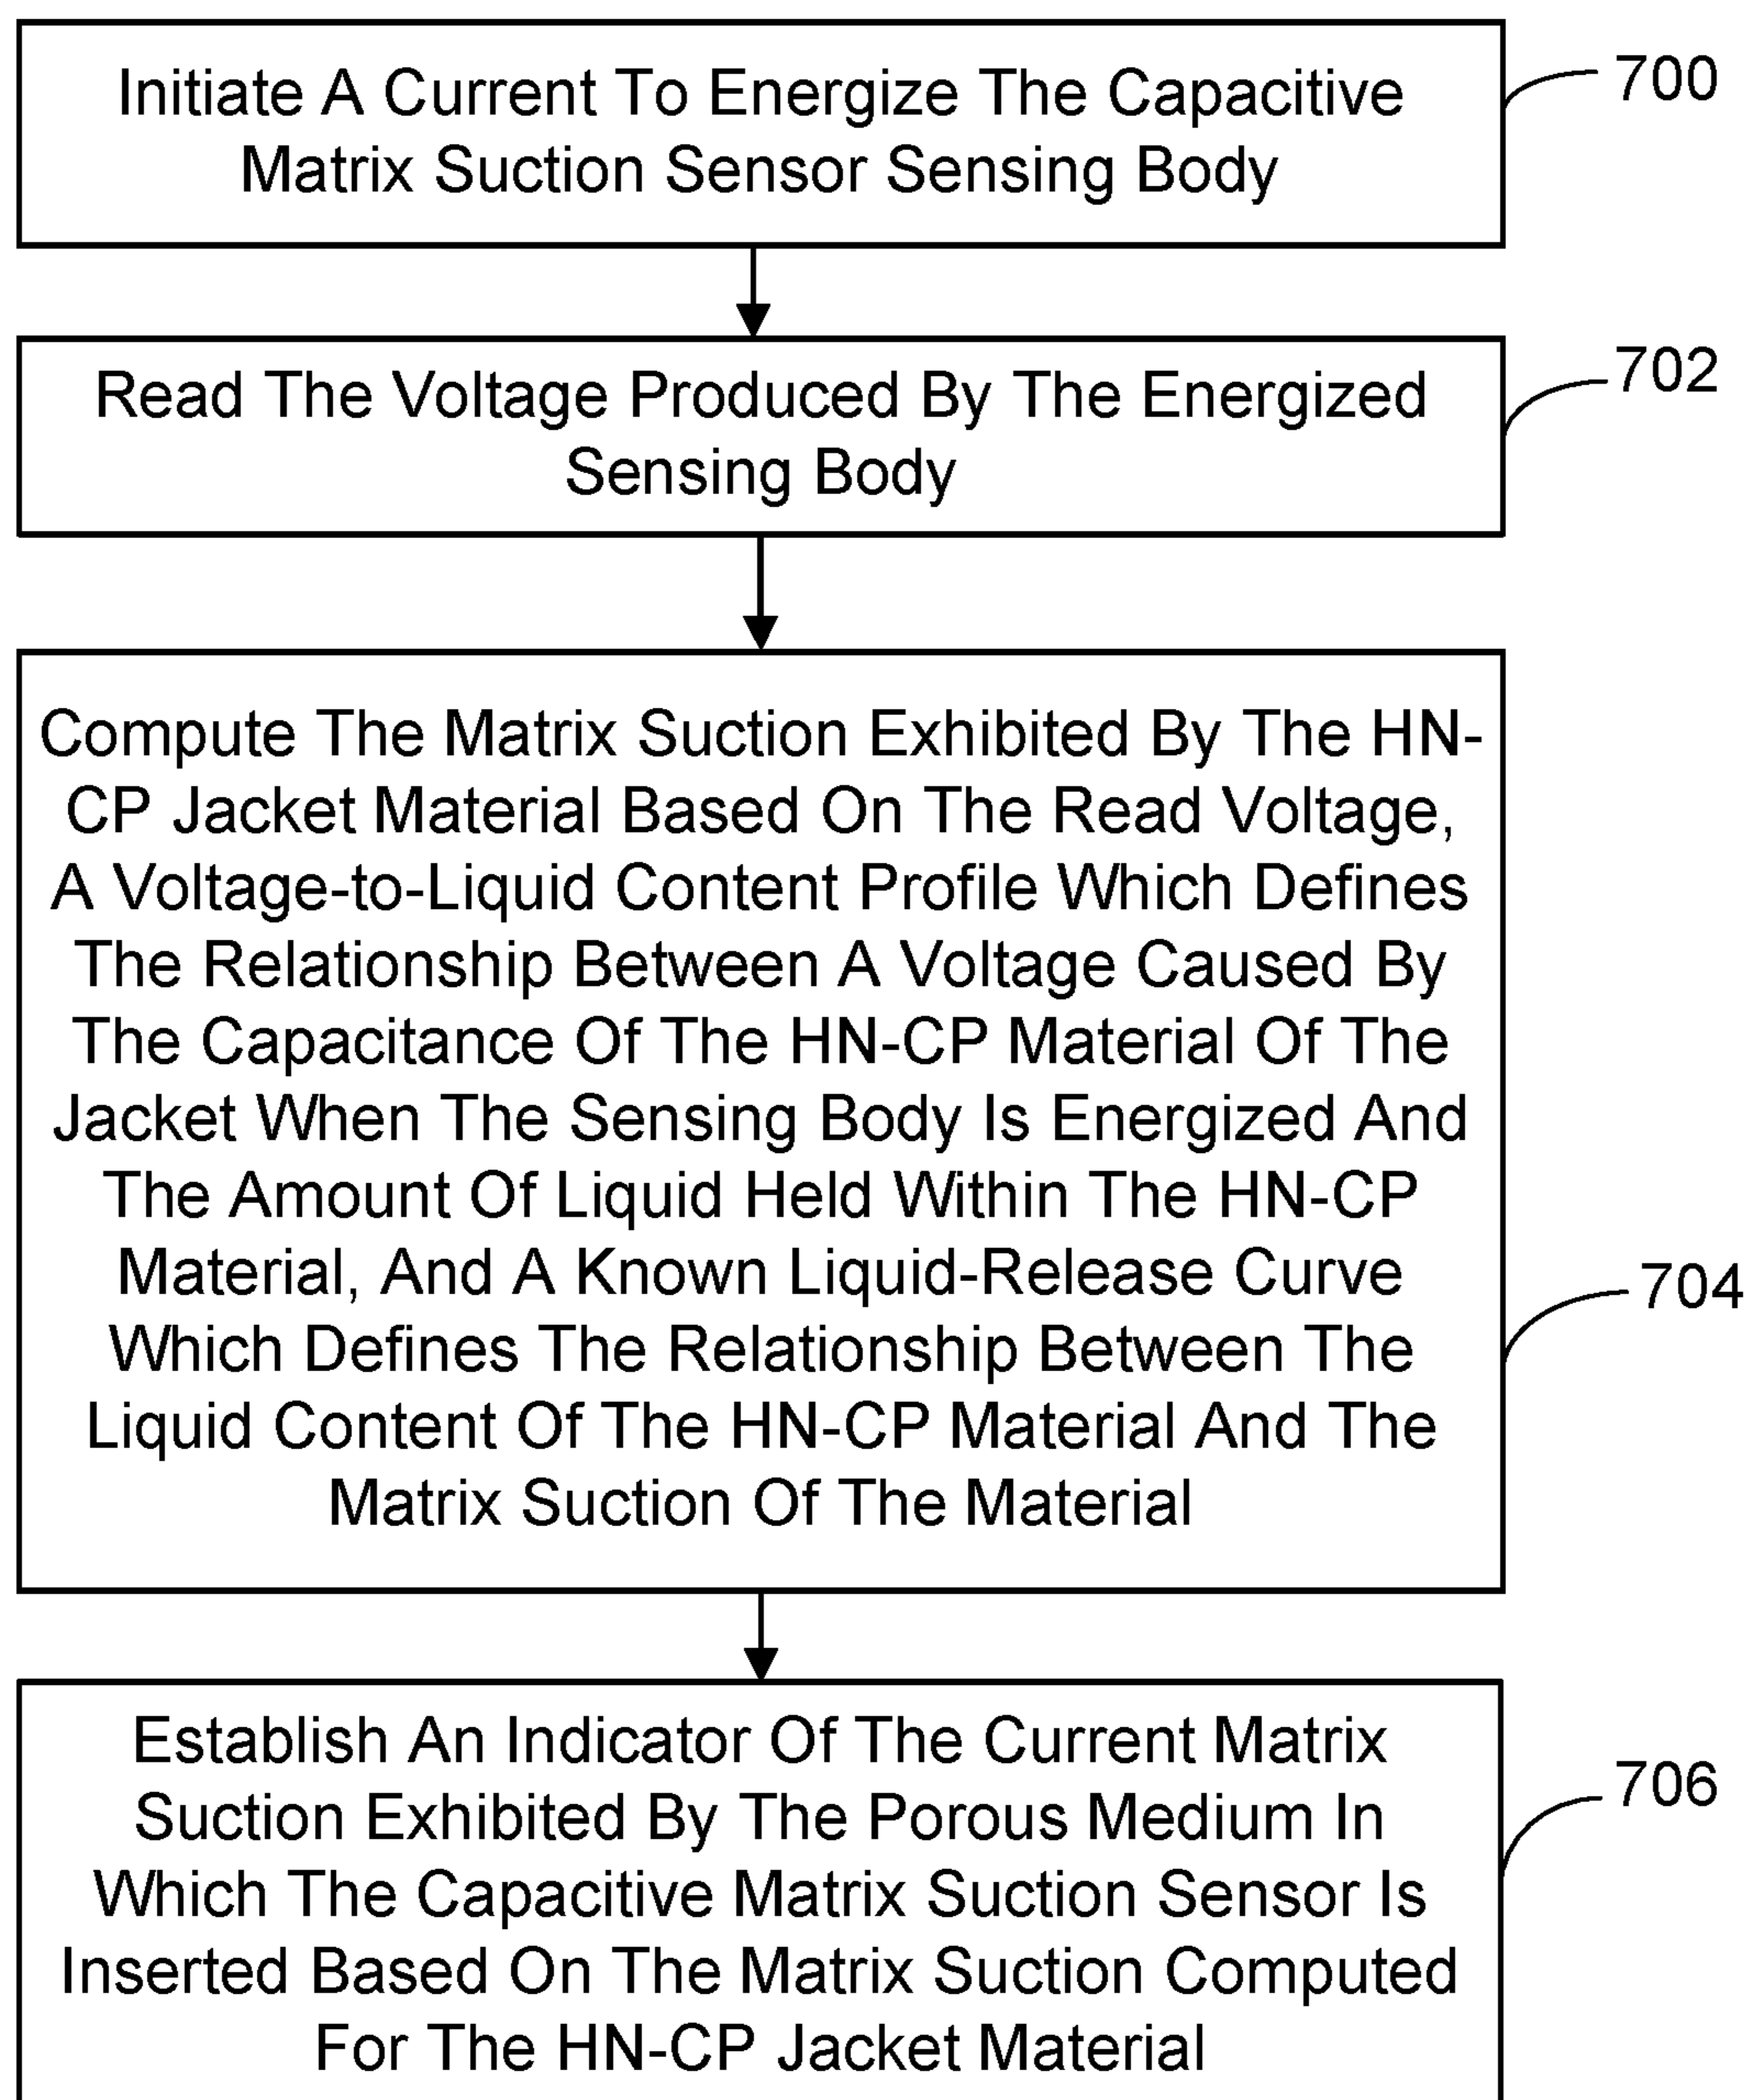 Initiate A Current To Energize The Capacitive
Matrix Suction Sensor Sensing Body
700
Read The Voltage Produced By The Energized
Sensing Body
702
Compute The Matrix Suction Exhibited By The HN-
CP Jacket Material Based On The Read Voltage,
A Voltage-to-Liquid Content Profile Which Defines
The Relationship Between A Voltage Caused By
The Capacitance Of The HN-CP Material Of The
Jacket When The Sensing Body Is Energized And
The Amount Of Liquid Held Within The HN-CP
Material, And A Known Liquid-Release Curve
Which Defines The Relationship Between The
Liquid Content Of The HN-CP Material And The
Matrix Suction Of The Material
704
Establish An Indicator Of The Current Matrix
Suction Exhibited By The Porous Medium In
Which The Capacitive Matrix Suction Sensor Is
Inserted Based On The Matrix Suction Computed
For The HN-CP Jacket Material
706